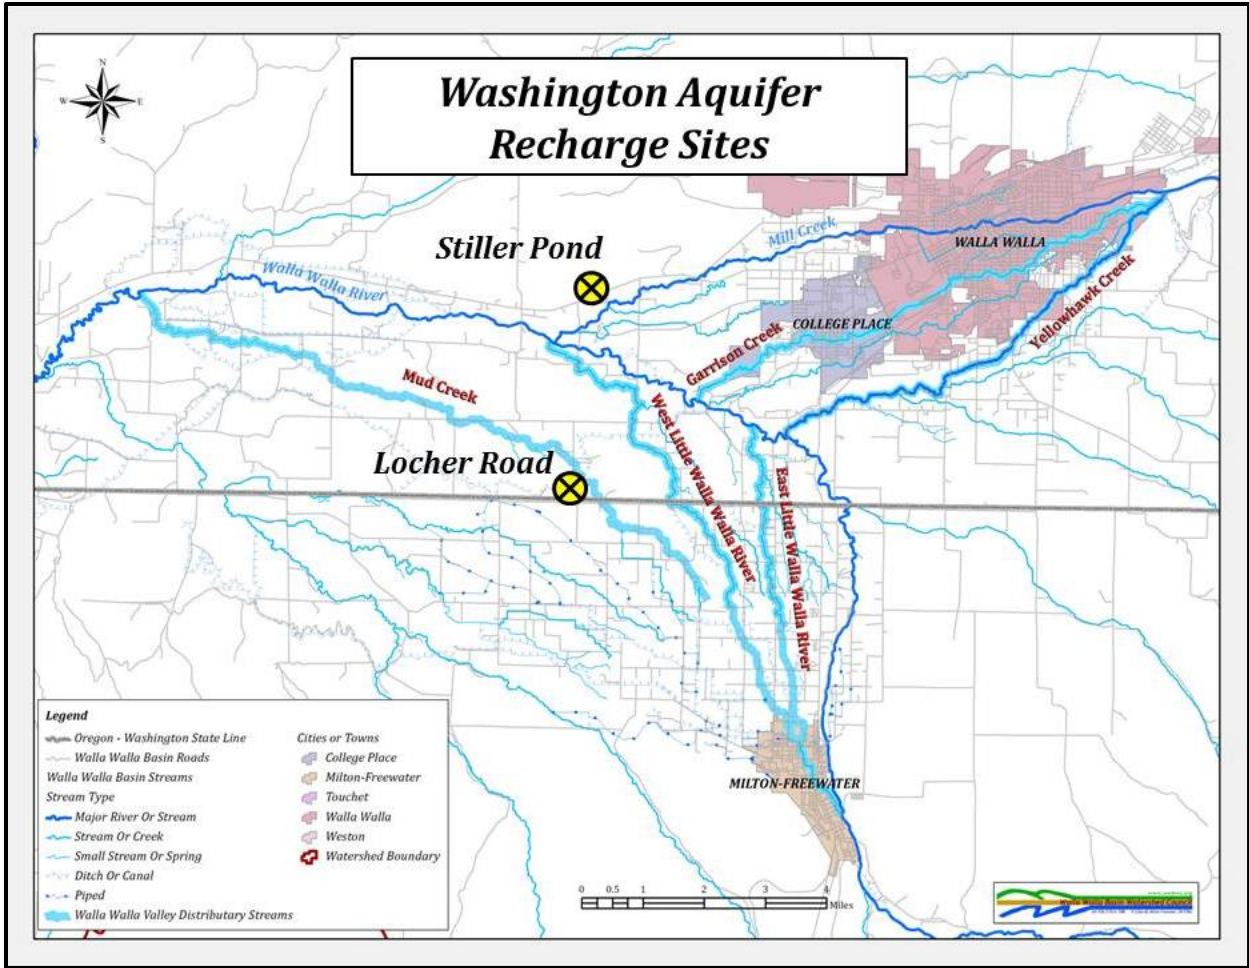 Washington Aquifer
Recharge Sites
N
W
E
S
Stiller Pond
Mill Creek
WALLA WALLA
Walla Walla River
COLLEGE PLACE
Yellowhawk Creek
Garrison Creek
Mud Creek
West Little Walla Walla River
Locher Road
East Little Walla Walla River
MILTON-FREEWATER
Legend
Oregon - Washington State Line
Walla Walla Basin Roads
Walla Walla Basin Streams
Stream Type
Major River Or Stream
Stream Or Creek
Small Stream Or Spring
Ditch Or Canal
Piped
Walla Walla Valley Distributary Streams
Cities or Towns
College Place
Milton-Freewater
Touchet
Walla Walla
Weston
Watershed Boundary
0 0.5 1 2 3 4
Miles
Walla Walla Basin Watershed Council